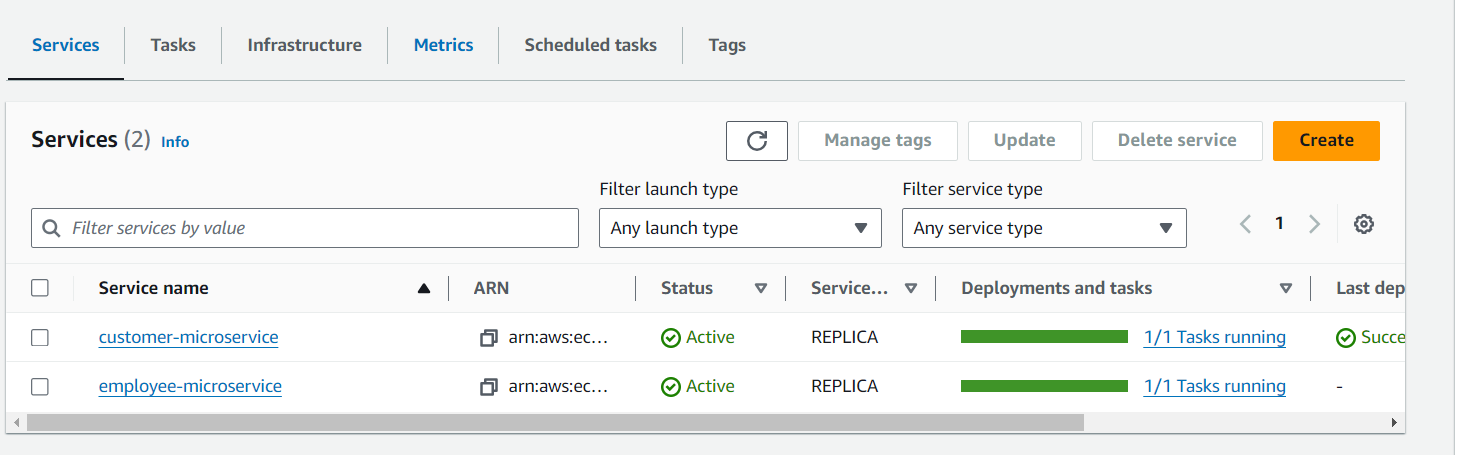 Services Tasks Infrastructure Metrics Scheduled tasks Tags
Services (2) Info Manage tags Update Delete service Create
Filter launch type Filter service type
Filter services by value Any launch type Any service type 1
Service name ARN Status Service... Deployments and tasks Last dep
customer-microservice arn:aws:ec... Active REPLICA 1/1 Tasks running Succe
employee-microservice arn:aws:ec... Active REPLICA 1/1 Tasks running -